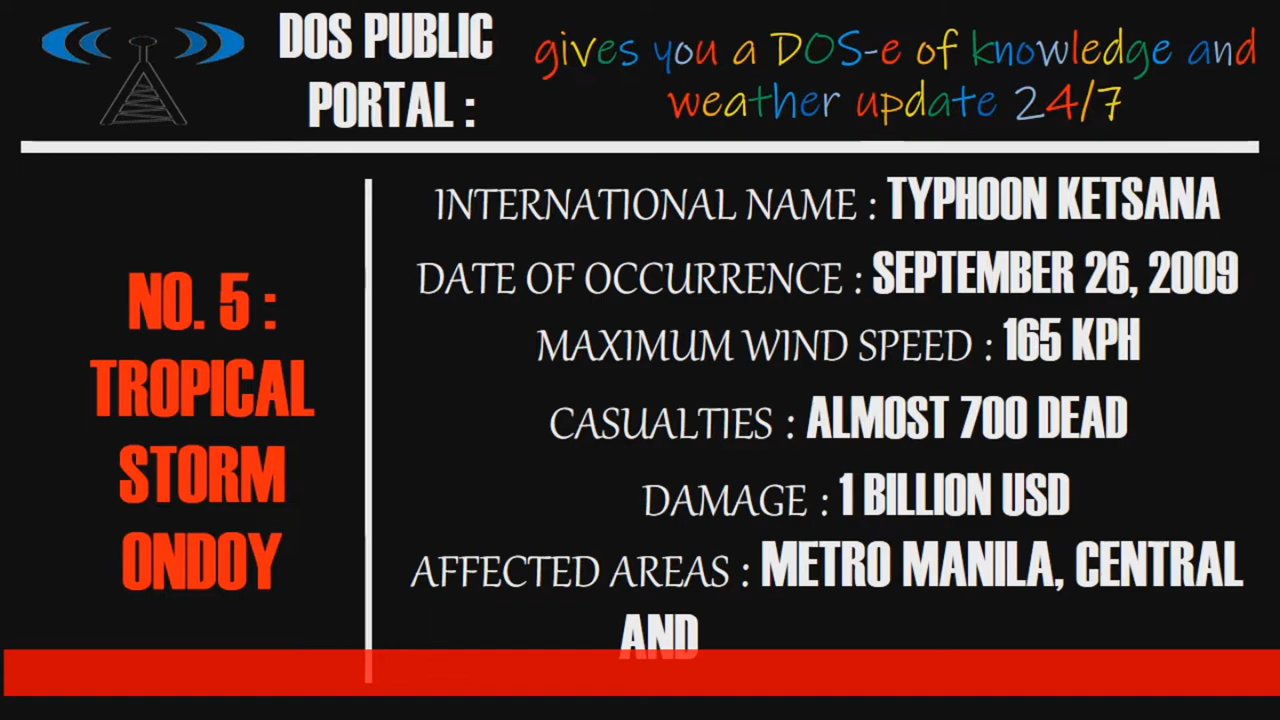 DOS PUBLIC
PORTAL :
gives you a DOS-e of knowledge and
weather update 24/7
NO. 5 :
TROPICAL
STORM
ONDOY
INTERNATIONAL NAME : TYPHOON KETSANA
DATE OF OCCURRENCE : SEPTEMBER 26, 2009
MAXIMUM WIND SPEED : 165 KPH
CASUALTIES : ALMOST 700 DEAD
DAMAGE : 1 BILLION USD
AFFECTED AREAS : METRO MANILA, CENTRAL
AND